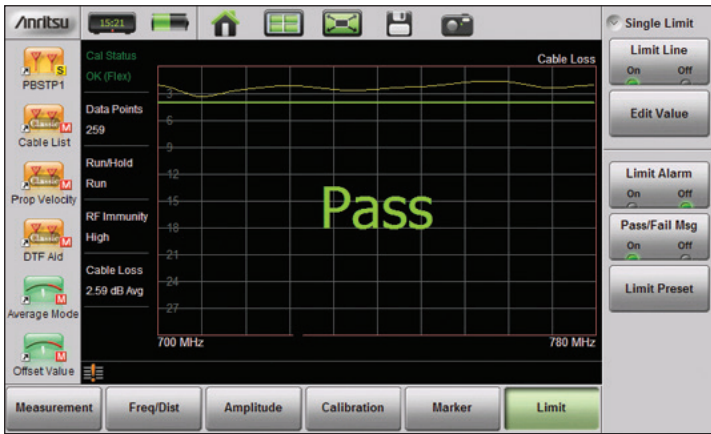 Anritsu
15:21
Single Limit
PBSTP1
S
Classic M
Cable List
Classic M
Prop Velocity
Classic M
DTF Aid
M
Average Mode
M
Offset Value
Cal Status
OK (Flex)
Data Points
259
Run/Hold
Run
RF Immunity
High
Cable Loss
2.59 dB Avg
Cable Loss
3
6
9
12
15
18
21
24
27
Pass
700 MHz
780 MHz
Limit Line
On Off
Edit Value
Limit Alarm
On Off
Pass/Fail Msg
On Off
Limit Preset
Measurement Freq/Dist Amplitude Calibration Marker Limit